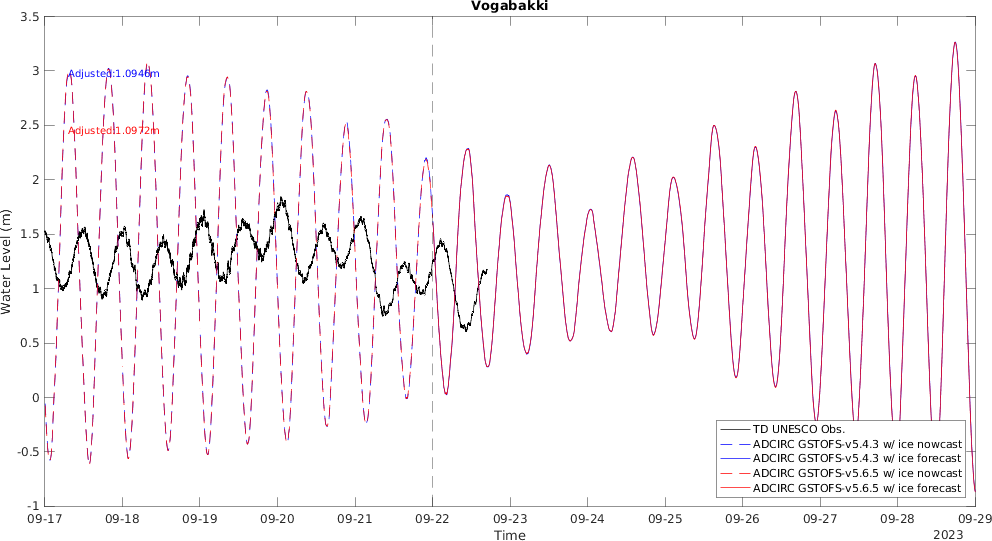 Vogabakki
3.5
3
2.5
2
1.5
1
0.5
0
-0.5
-1
Water Level (m)
Adjusted:1.0946m
Adjusted:1.0972m
TD UNESCO Obs.
ADCIRC GSTOFS-v5.4.3 w/ ice nowcast
ADCIRC GSTOFS-v5.4.3 w/ ice forecast
ADCIRC GSTOFS-v5.6.5 w/ ice nowcast
ADCIRC GSTOFS-v5.6.5 w/ ice forecast
09-17 09-18 09-19 09-20 09-21 09-22 09-23 09-24 09-25 09-26 09-27 09-28 09-29
Time
2023